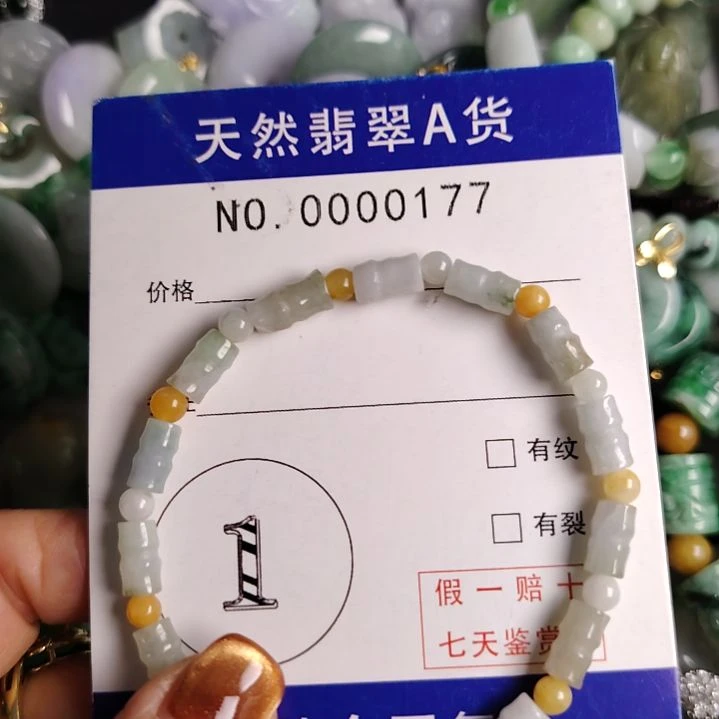 天然翡翠A货
NO. 0000177
价格
1
有纹
有裂
假一赔十
七天鉴赏